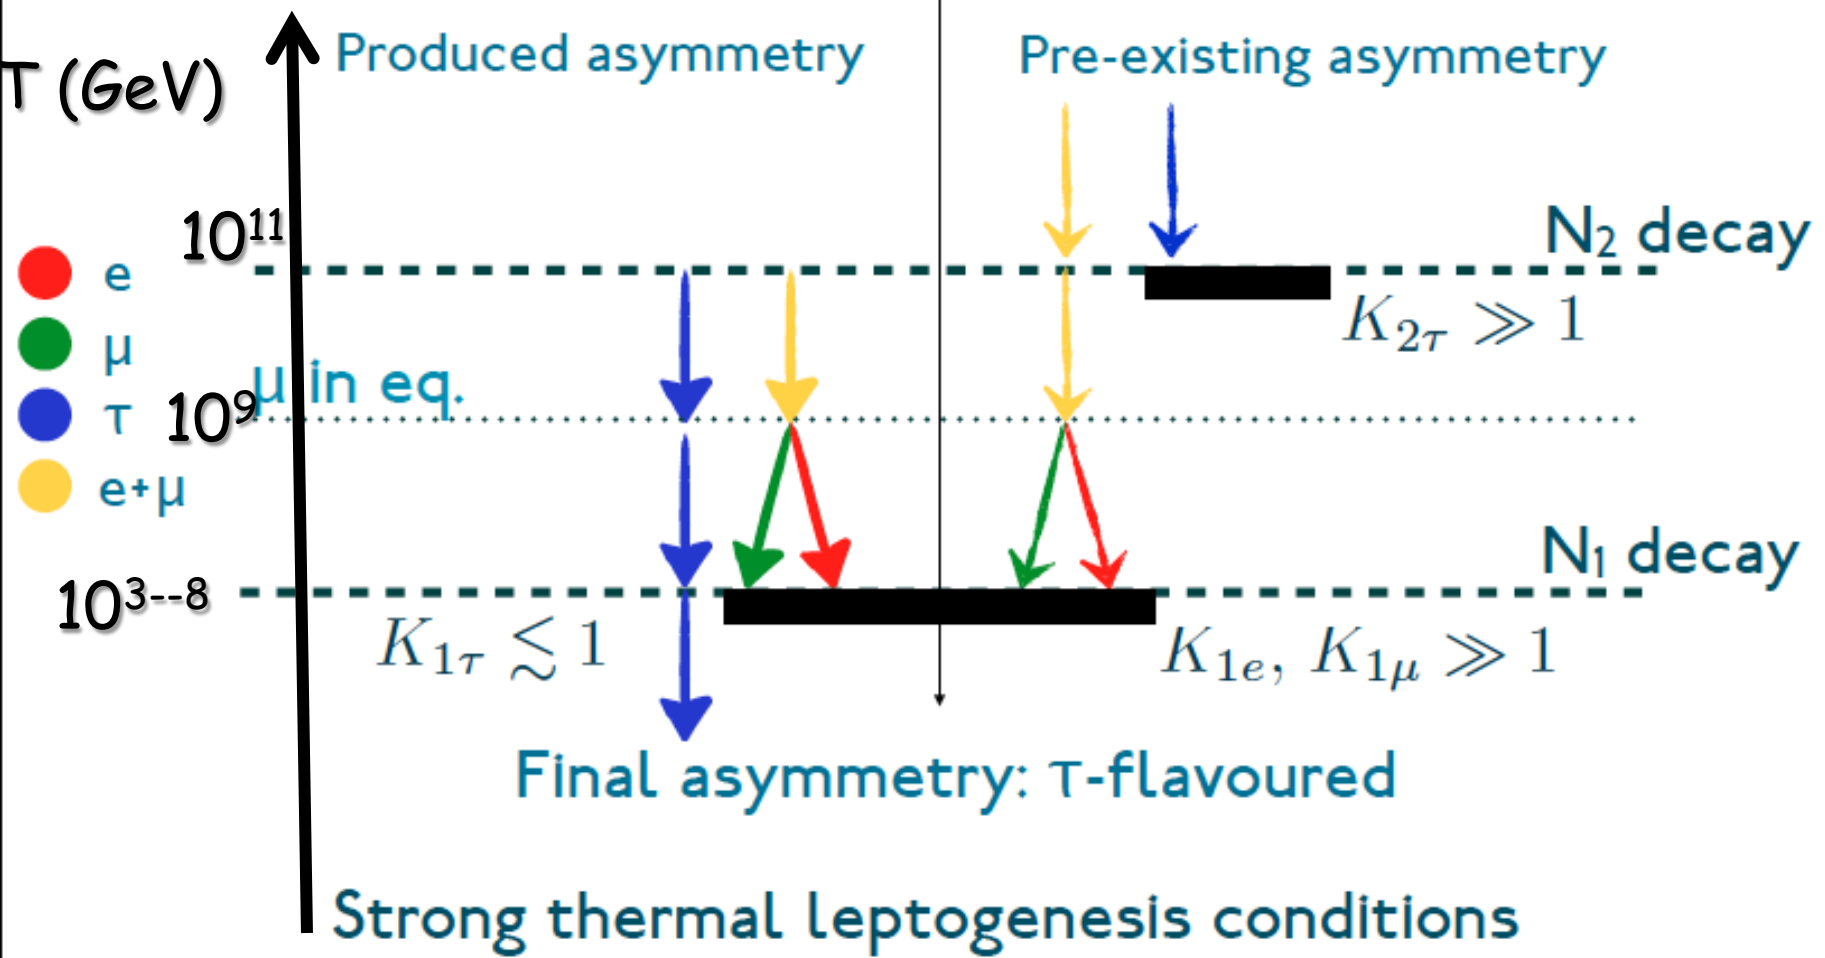 Produced asymmetry
Pre-existing asymmetry
T (GeV)
10¹¹
N₂ decay
e
K₂τ ≫ 1
μ
μ in eq.
τ
10⁹
e+μ
N₁ decay
10³⁻⁻⁸
K₁τ ≲ 1
K₁e, K₁μ ≫ 1
Final asymmetry: τ-flavoured
Strong thermal leptogenesis conditions